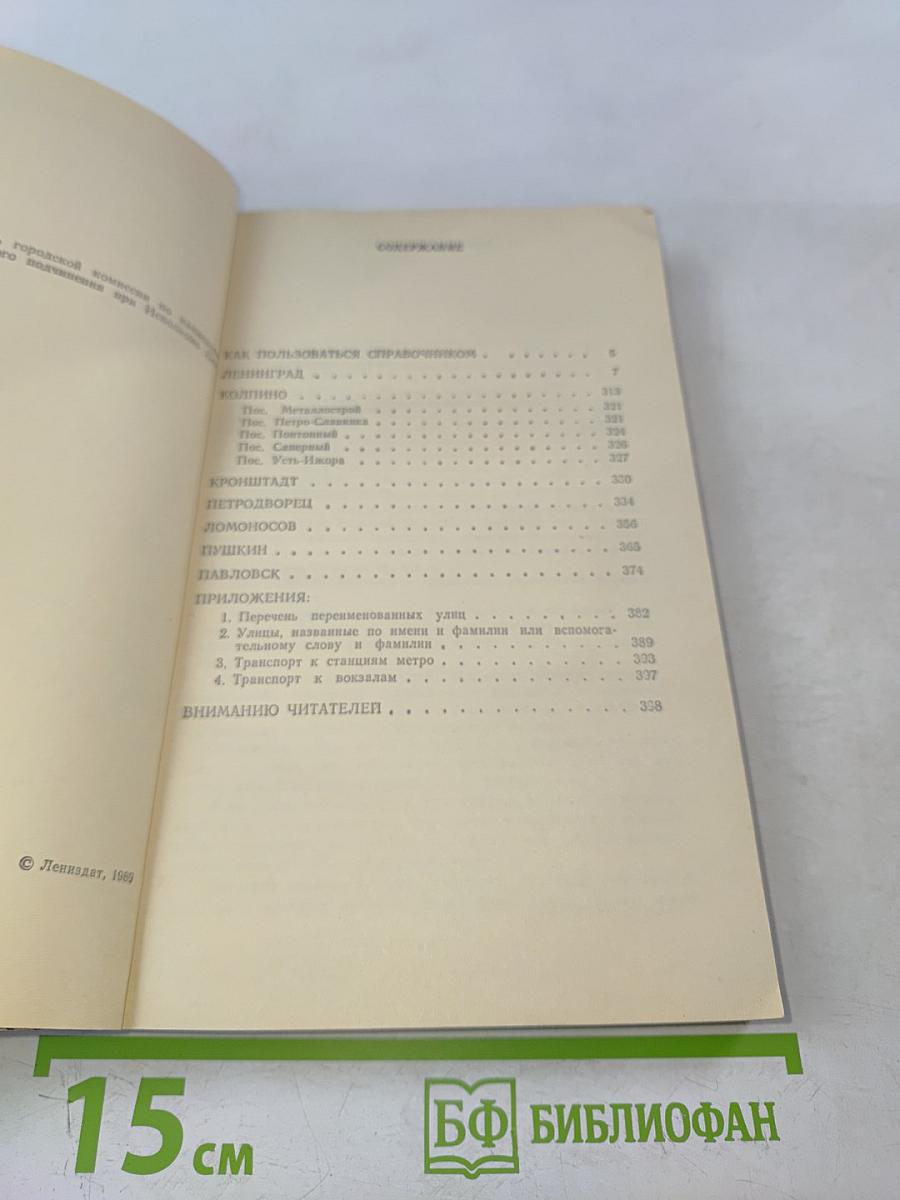 городской комиссии по
подчинения при
© Лениздат, 1989
СОДЕРЖАНИЕ
КАК ПОЛЬЗОВАТЬСЯ СПРАВОЧНИКОМ . . . . . . 5
ЛЕНИНГРАД . . . . . . . . . . . . . . . . . 7
КОЛПИНО . . . . . . . . . . . . . . . . . . 313
Пос. Металлострой . . . . . . . . . . . . . 321
Пос. Петро-Славянка . . . . . . . . . . . . 321
Пос. Понтонный . . . . . . . . . . . . . . 324
Пос. Саперный . . . . . . . . . . . . . . . 326
Пос. Усть-Ижора . . . . . . . . . . . . . . 327
КРОНШТАДТ . . . . . . . . . . . . . . . . . 330
ПЕТРОДВОРЕЦ . . . . . . . . . . . . . . . . 334
ЛОМОНОСОВ . . . . . . . . . . . . . . . . . 356
ПУШКИН . . . . . . . . . . . . . . . . . . 365
ПАВЛОВСК . . . . . . . . . . . . . . . . . . 374
ПРИЛОЖЕНИЯ:
1. Перечень переименованных улиц . . . . . . . . . 382
2. Улицы, названные по имени и фамилии или вспомога-
тельному слову и фамилии . . . . . . . . . . . 389
3. Транспорт к станциям метро . . . . . . . . . . . 393
4. Транспорт к вокзалам . . . . . . . . . . . . . 397
ВНИМАНИЮ ЧИТАТЕЛЕЙ . . . . . . . . . . . . . 398
15 см
БФ БИБЛИОФАН